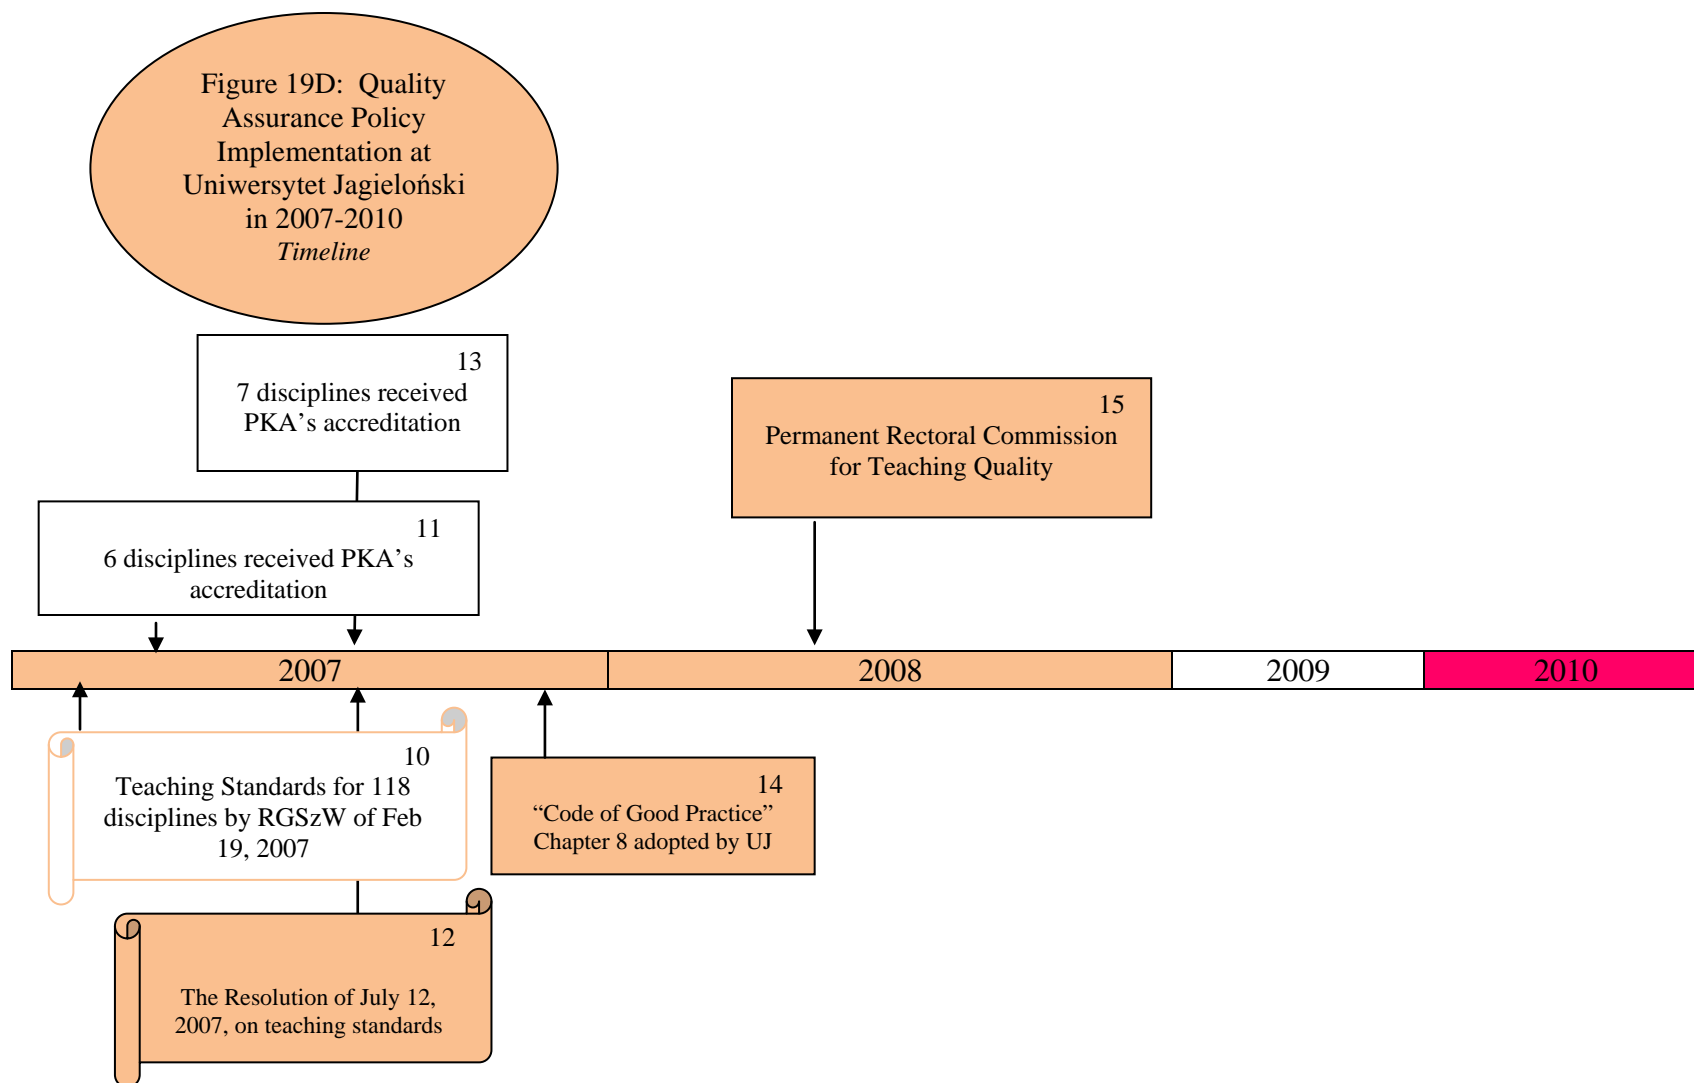 Figure 19D: Quality
Assurance Policy
Implementation at
Uniwersytet Jagieloński
in 2007-2010
Timeline
13
7 disciplines received
PKA’s accreditation
15
Permanent Rectoral Commission
for Teaching Quality
11
6 disciplines received PKA’s
accreditation
2007
2008
2009
2010
10
Teaching Standards for 118
disciplines by RGSzW of Feb
19, 2007
14
“Code of Good Practice”
Chapter 8 adopted by UJ
12
The Resolution of July 12,
2007, on teaching standards